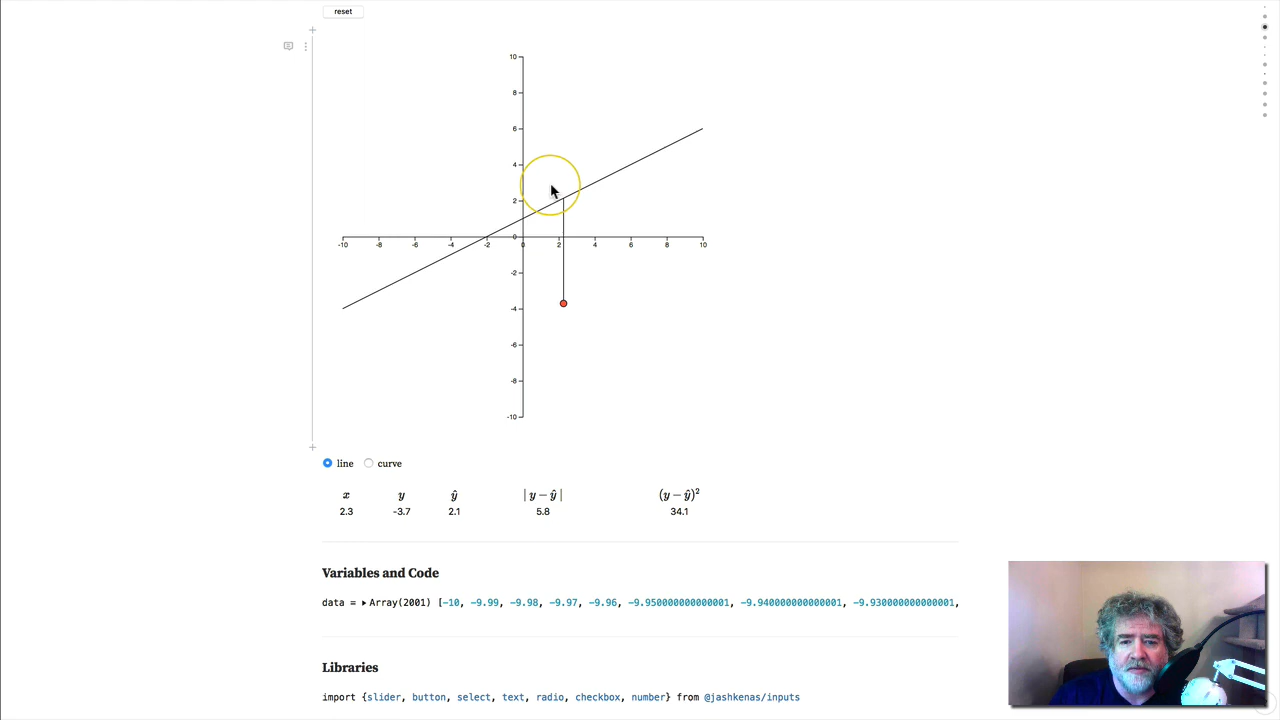 reset
10
8
6
4
2
0
-10 -8 -6 -4 -2 0 2 4 6 8 10
-2
-4
-6
-8
-10
line curve
x y ŷ | y − ŷ | (y − ŷ)²
2.3 -3.7 2.1 5.8 34.1
Variables and Code
data = ▸ Array(2001) [-10, -9.99, -9.98, -9.97, -9.96, -9.950000000000001, -9.940000000000001, -9.930000000000001,
Libraries
import {slider, button, select, text, radio, checkbox, number} from @jashkenas/inputs